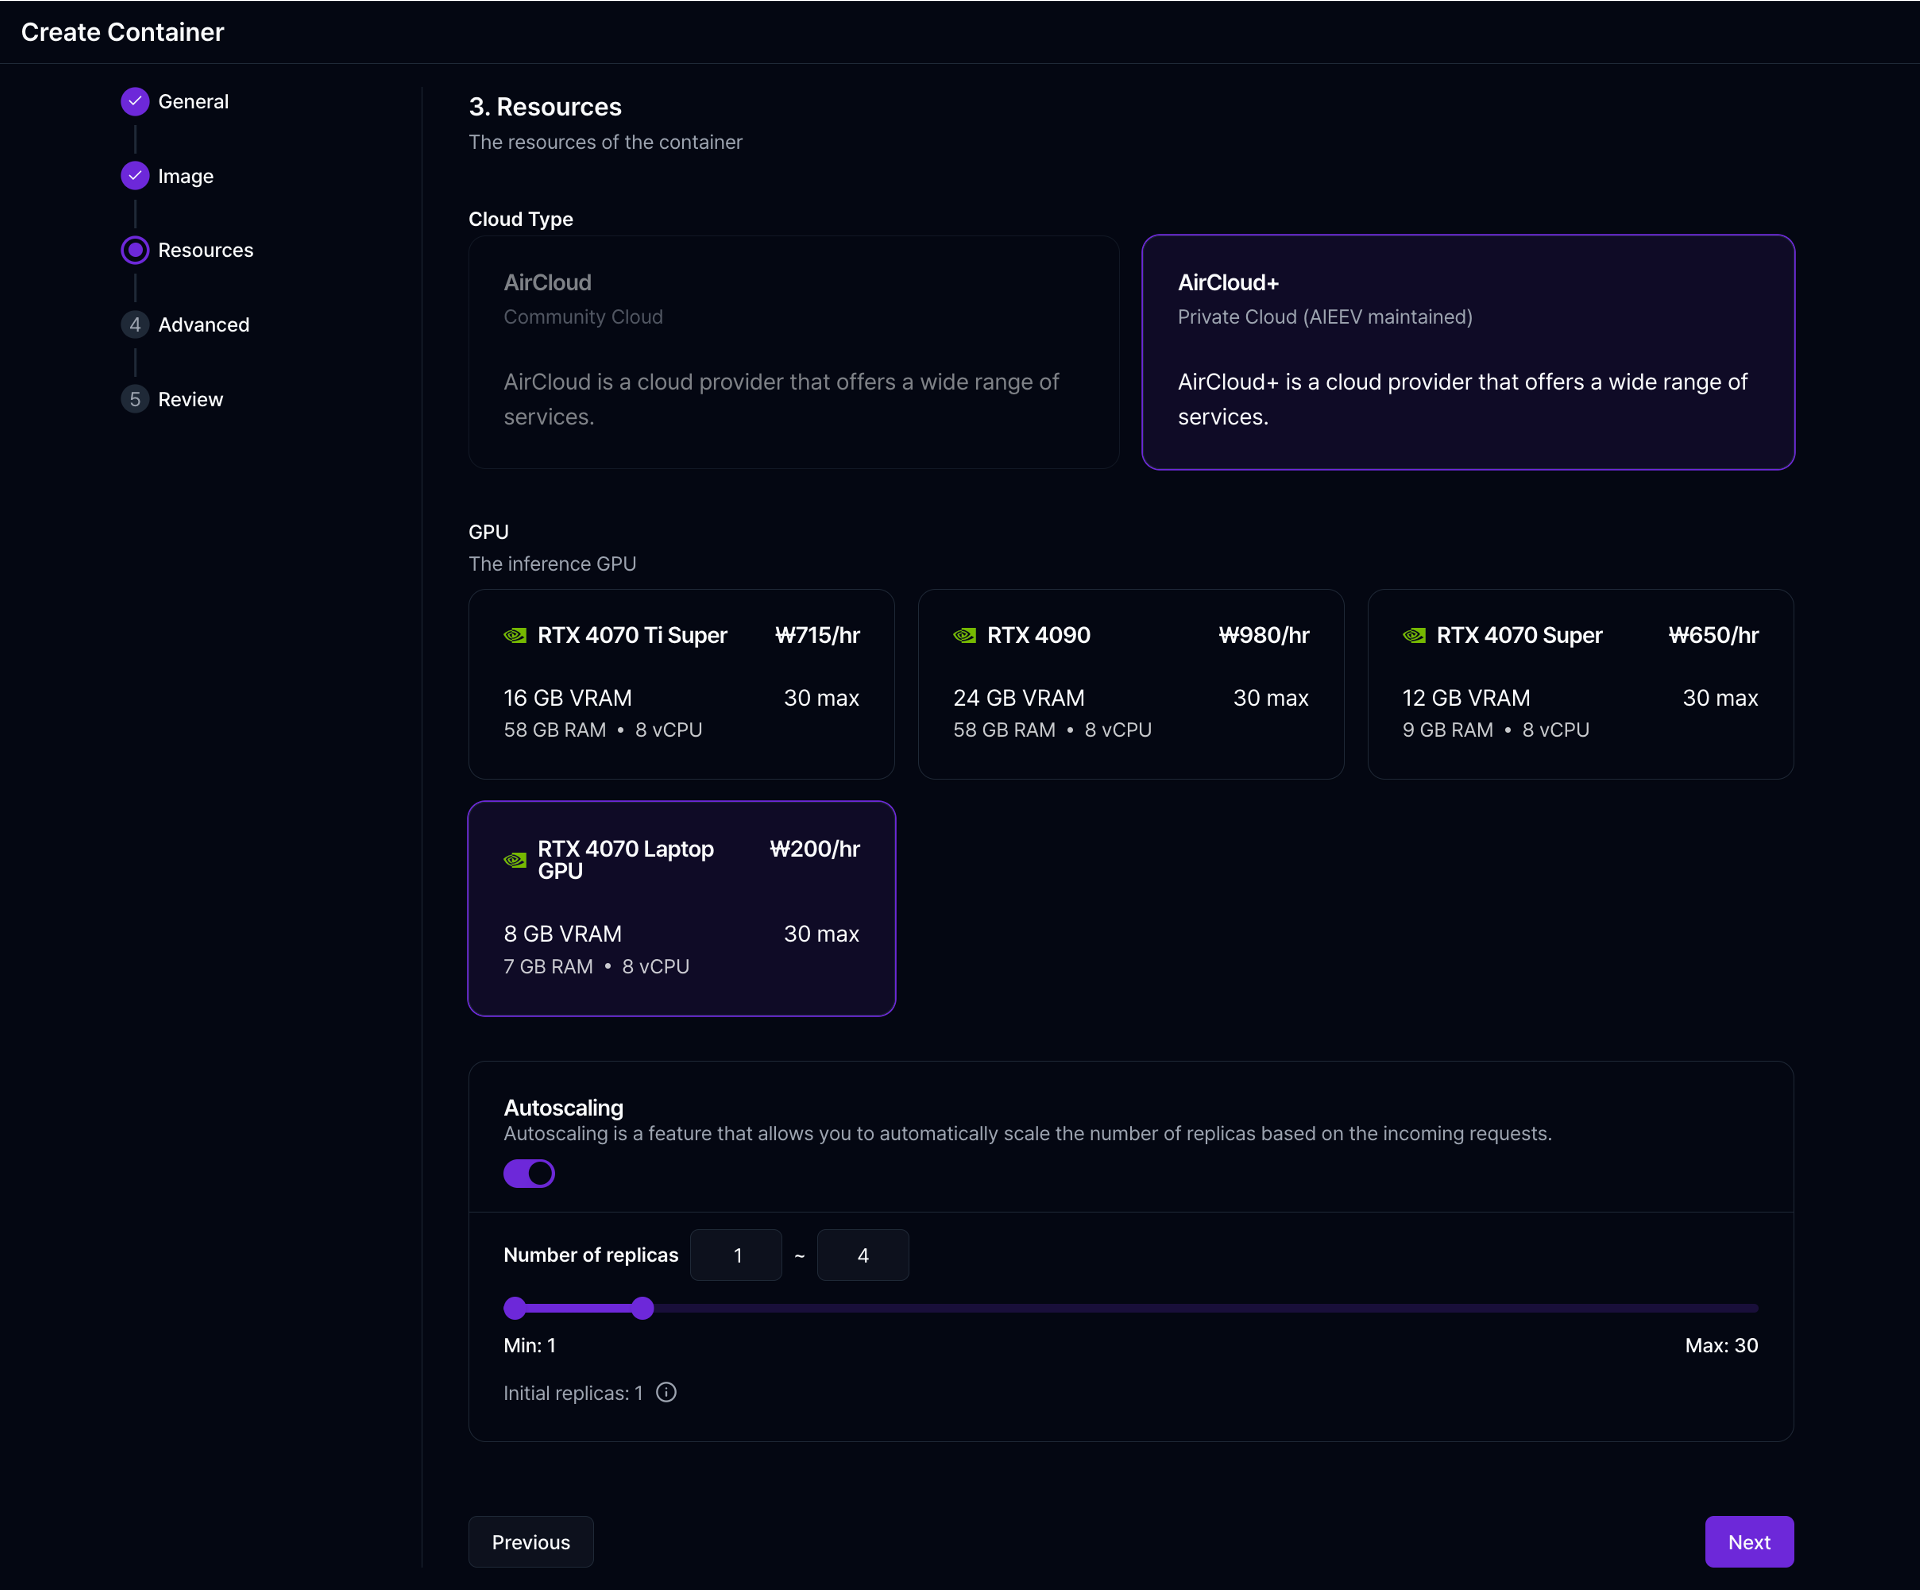 Create Container
General
Image
Resources
4 Advanced
5 Review
3. Resources
The resources of the container
Cloud Type
AirCloud
Community Cloud
AirCloud is a cloud provider that offers a wide range of
services.
AirCloud+
Private Cloud (AIEEV maintained)
AirCloud+ is a cloud provider that offers a wide range of
services.
GPU
The inference GPU
RTX 4070 Ti Super ₩715/hr
16 GB VRAM 30 max
58 GB RAM • 8 vCPU
RTX 4090 ₩980/hr
24 GB VRAM 30 max
58 GB RAM • 8 vCPU
RTX 4070 Super ₩650/hr
12 GB VRAM 30 max
9 GB RAM • 8 vCPU
RTX 4070 Laptop ₩200/hr
GPU
8 GB VRAM 30 max
7 GB RAM • 8 vCPU
Autoscaling
Autoscaling is a feature that allows you to automatically scale the number of replicas based on the incoming requests.
Number of replicas 1 ~ 4
Min: 1 Max: 30
Initial replicas: 1
Previous Next